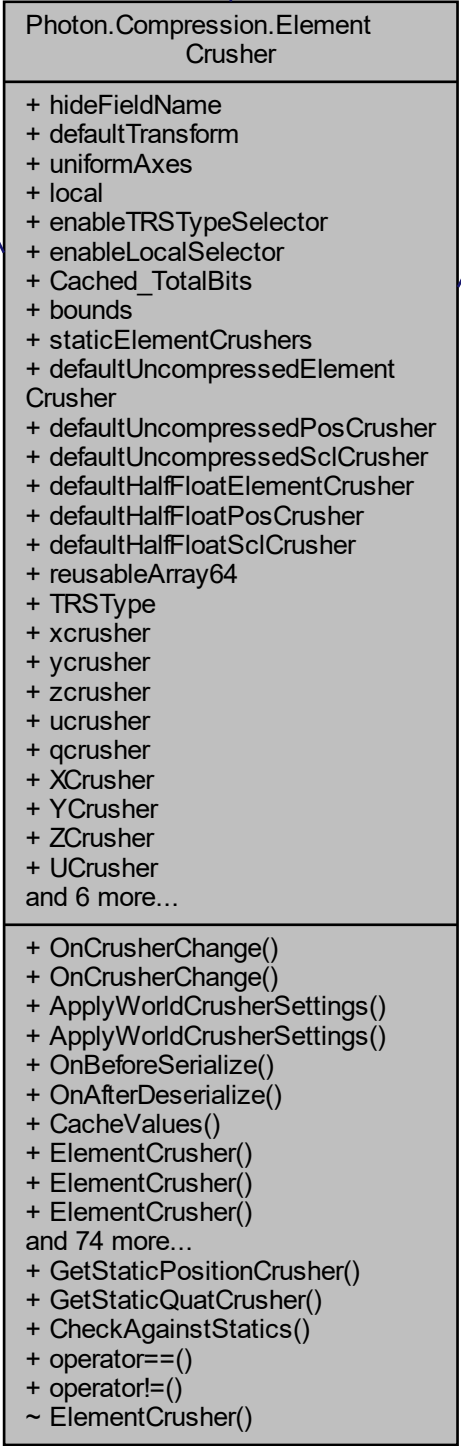 Photon.Compression.Element
Crusher
+ hideFieldName
+ defaultTransform
+ uniformAxes
+ local
+ enableTRSTypeSelector
+ enableLocalSelector
+ Cached_TotalBits
+ bounds
+ staticElementCrushers
+ defaultUncompressedElement
Crusher
+ defaultUncompressedPosCrusher
+ defaultUncompressedSclCrusher
+ defaultHalfFloatElementCrusher
+ defaultHalfFloatPosCrusher
+ defaultHalfFloatSclCrusher
+ reusableArray64
+ TRSType
+ xcrusher
+ ycrusher
+ zcrusher
+ ucrusher
+ qcrusher
+ XCrusher
+ YCrusher
+ ZCrusher
+ UCrusher
and 6 more...
+ OnCrusherChange()
+ OnCrusherChange()
+ ApplyWorldCrusherSettings()
+ ApplyWorldCrusherSettings()
+ OnBeforeSerialize()
+ OnAfterDeserialize()
+ CacheValues()
+ ElementCrusher()
+ ElementCrusher()
+ ElementCrusher()
and 74 more...
+ GetStaticPositionCrusher()
+ GetStaticQuatCrusher()
+ CheckAgainstStatics()
+ operator==()
+ operator!=()
~ ElementCrusher()